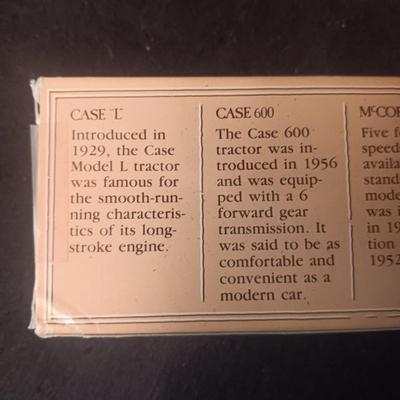 CASE "L"
Introduced in
1929, the Case
Model L tractor
was famous for
the smooth-run-
ning characteris-
tics of its long-
stroke engine.
CASE 600
The Case 600
tractor was in-
troduced in 1956
and was equip-
ped with a 6
forward gear
transmission. It
was said to be as
comfortable and
convenient as a
modern car.
Five